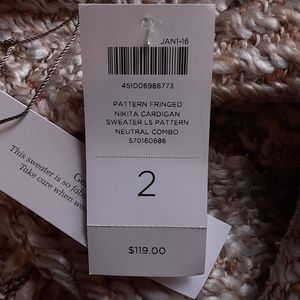 JAN1-16
451006986773
PATTERN FRINGED
NIKITA CARDIGAN
SWEATER LS PATTERN
NEUTRAL COMBO
570160686
2
$119.00
This sweater is so fab
Take care when we